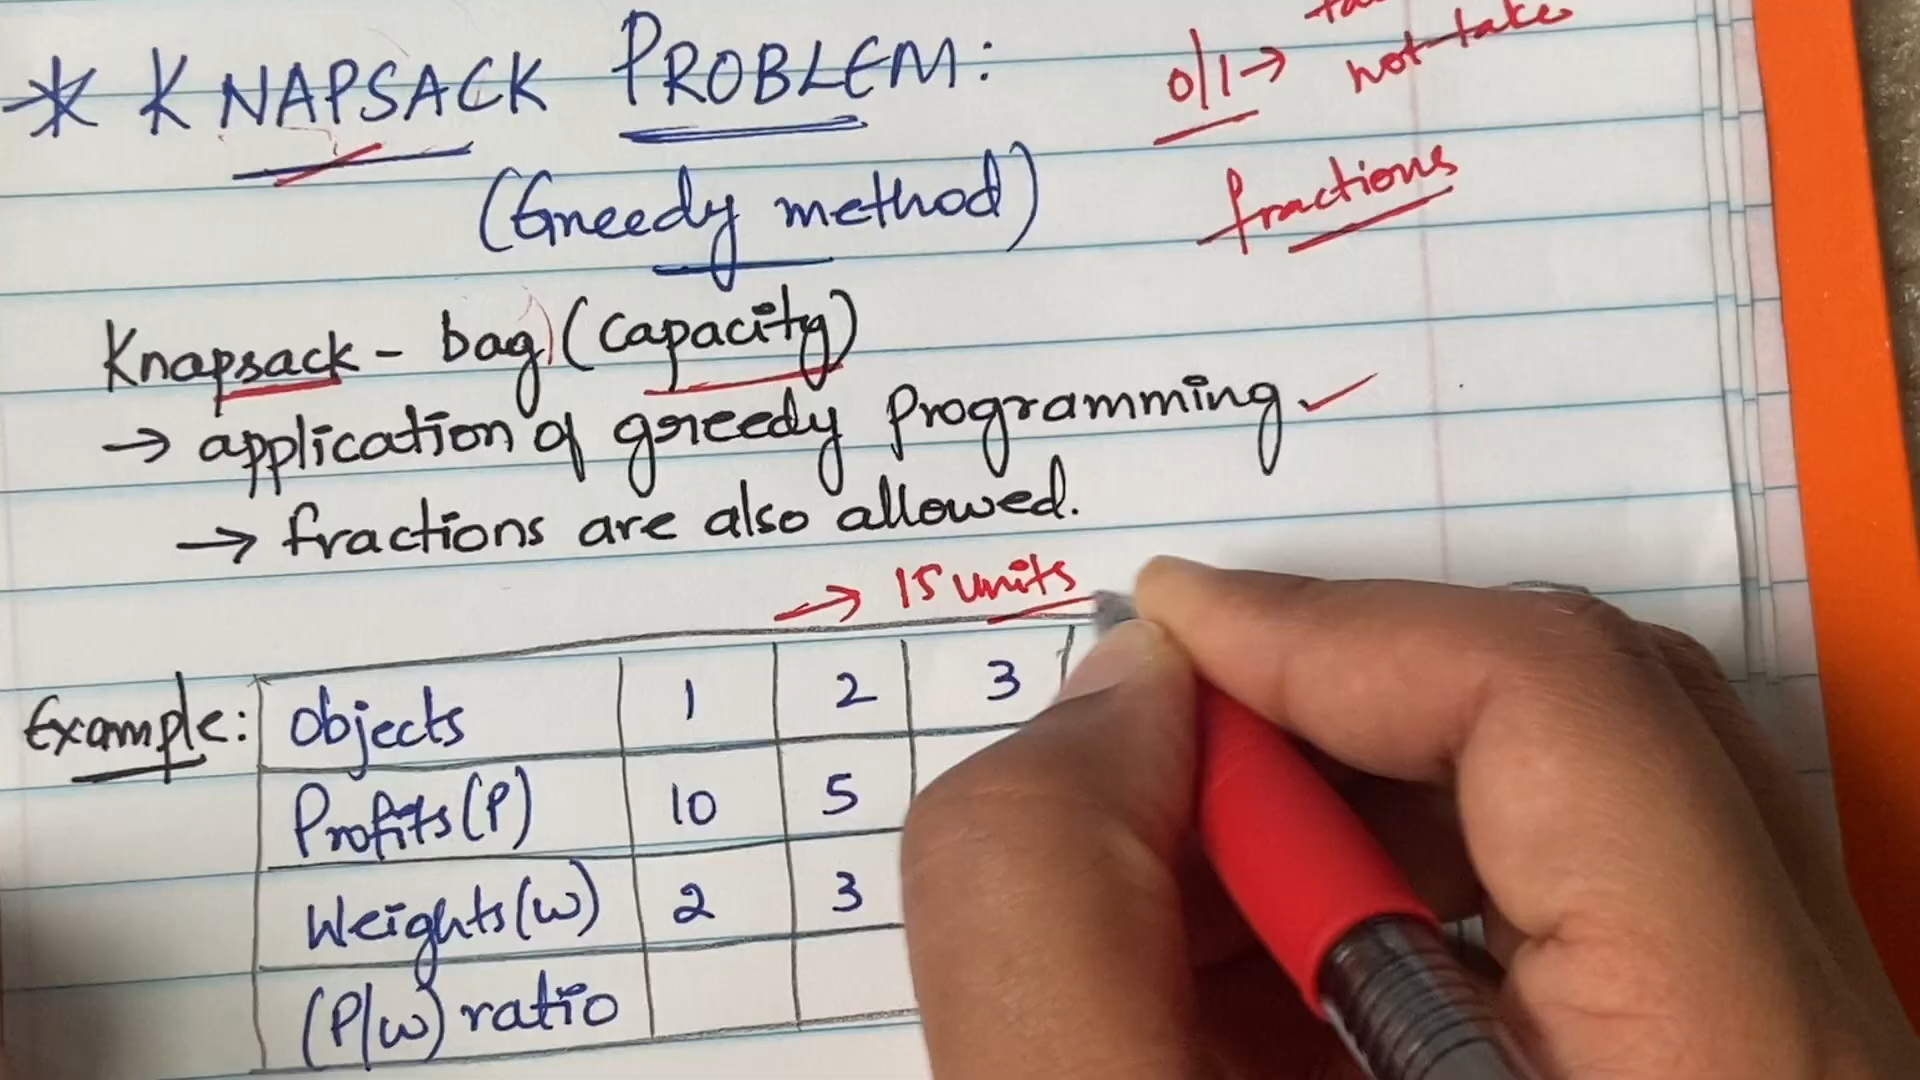 * KNAPSACK PROBLEM:
0/1 →
not take
(Greedy method)
fractions
Knapsack - bag (capacity)
→ application of greedy programming ✓
→ fractions are also allowed.
→ 15 units
Example:
Objects 1 2 3
Profits (P) 10 5
Weights (w) 2 3
(P/w) ratio